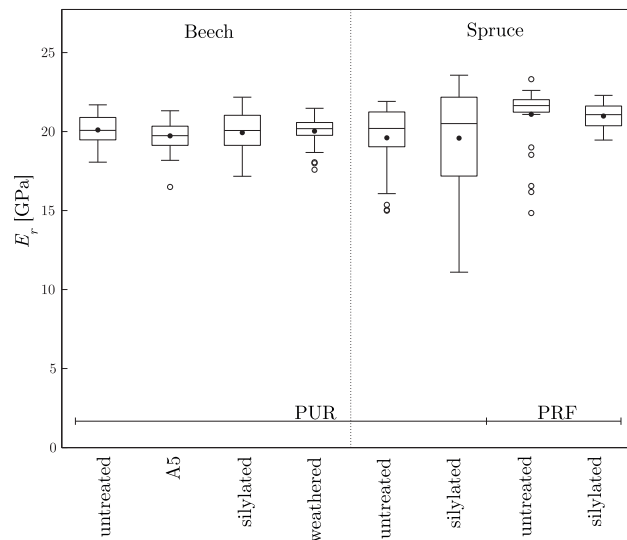 Beech Spruce
25
20
15
10
5
0
E_r [GPa]
PUR PRF
untreated
A5
silylated
weathered
untreated
silylated
untreated
silylated